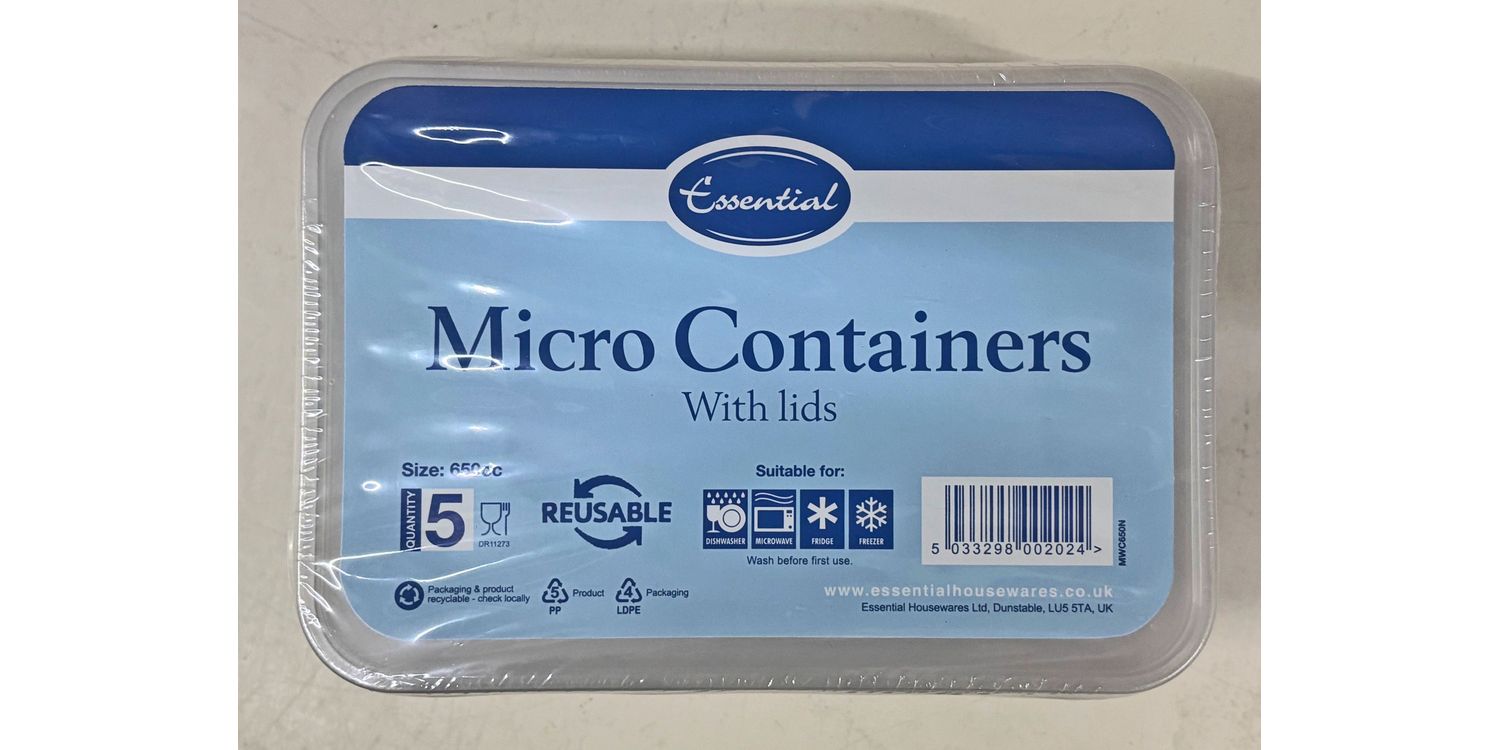 Essential
Micro Containers
With lids
Size: 650cc
QUANTITY
5
DR11273
REUSABLE
Suitable for:
DISHWASHER MICROWAVE FRIDGE FREEZER
Wash before first use.
5 033298 002024 >
MWC650N
Packaging & product
recyclable - check locally
5
PP
Product
4
LDPE
Packaging
www.essentialhousewares.co.uk
Essential Housewares Ltd, Dunstable, LU5 5TA, UK